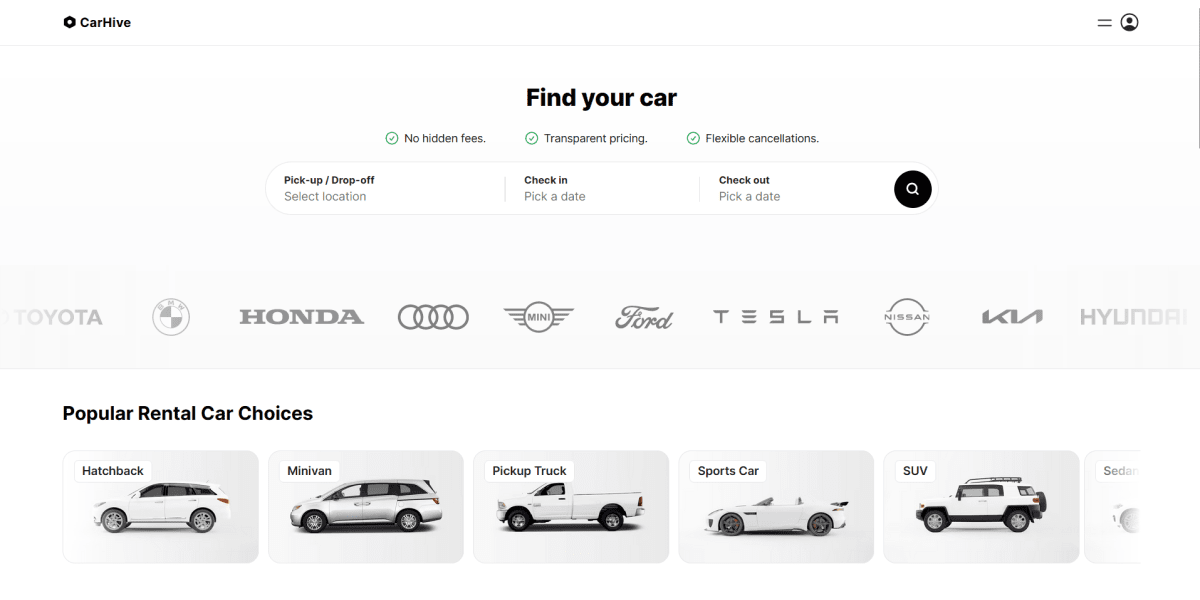 CarHive
Find your car
No hidden fees. Transparent pricing. Flexible cancellations.
Pick-up / Drop-off Check in Check out
Select location Pick a date Pick a date
TOYOTA BMW HONDA MINI Ford TESLA NISSAN KIA HYUNDAI
Popular Rental Car Choices
Hatchback Minivan Pickup Truck Sports Car SUV Sedan